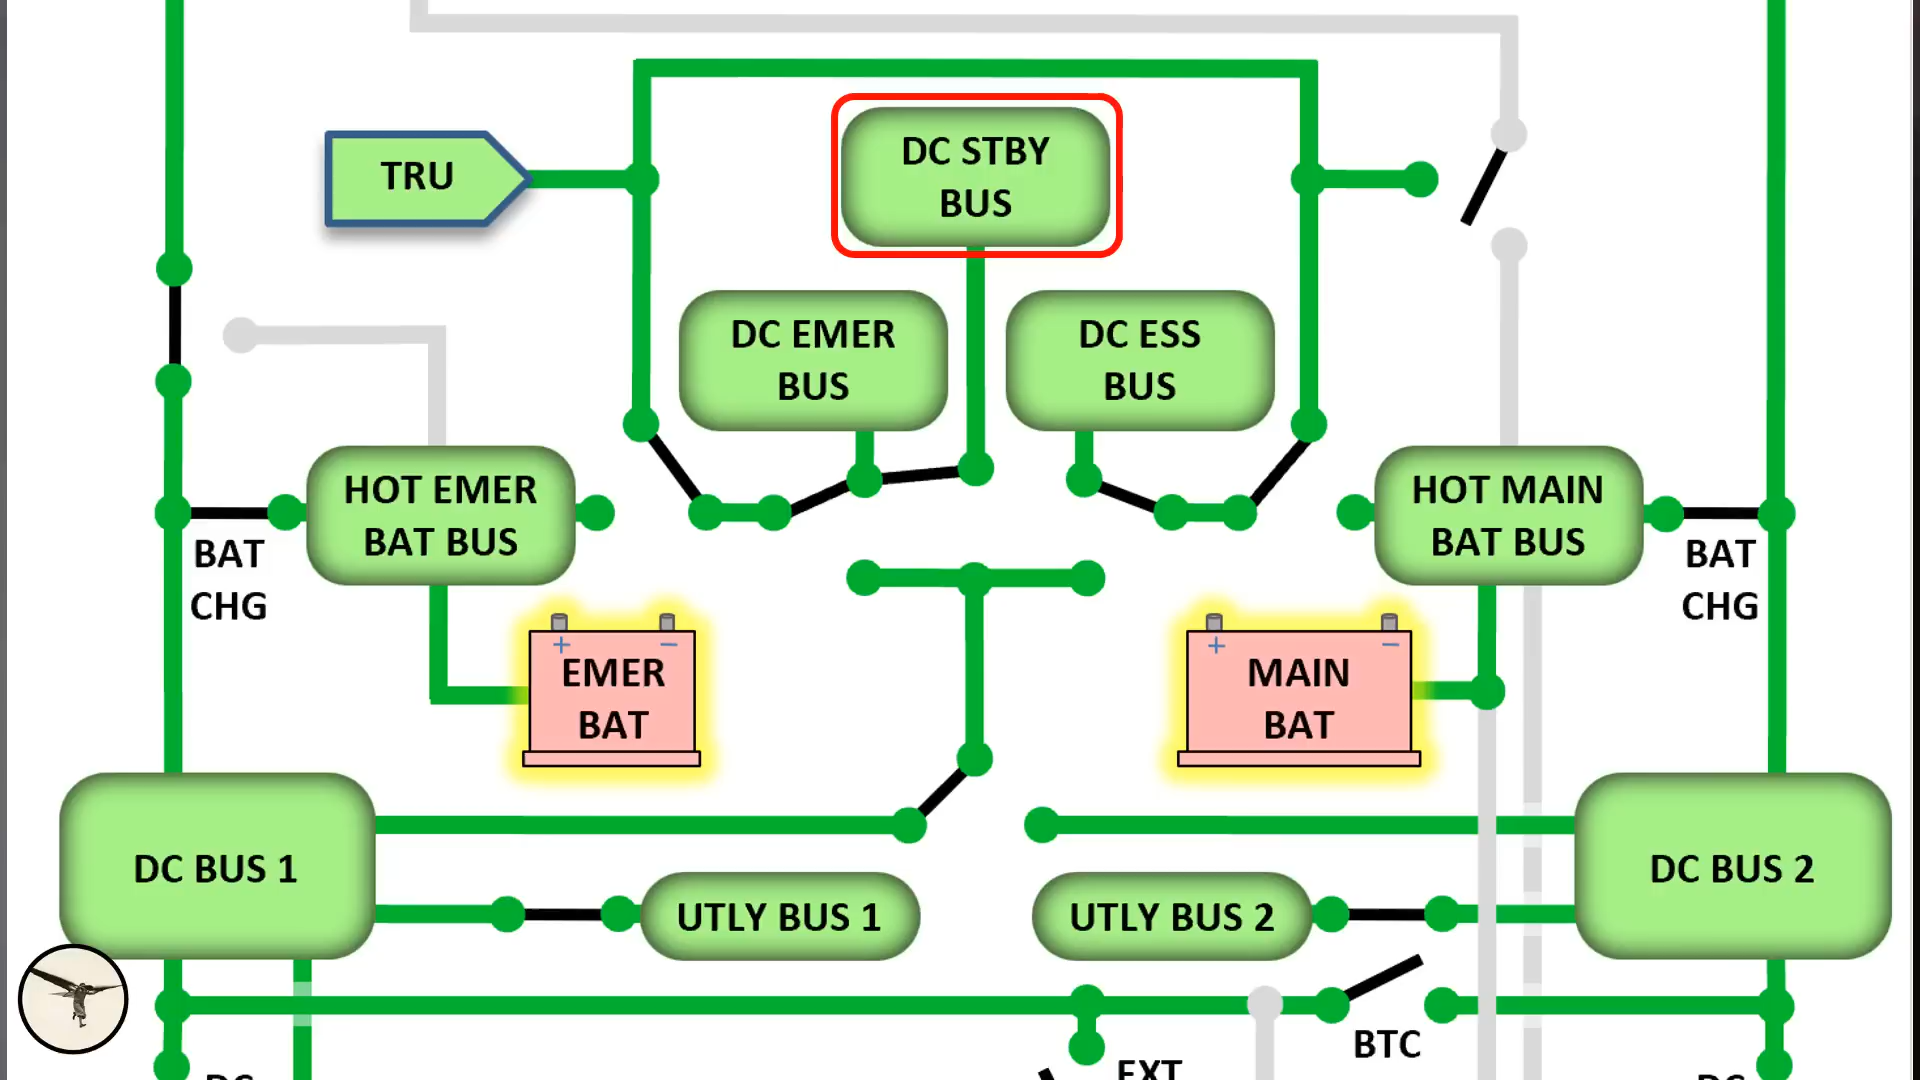 DC STBY
BUS
TRU
DC EMER
BUS
DC ESS
BUS
HOT EMER
BAT BUS
HOT MAIN
BAT BUS
BAT
CHG
BAT
CHG
+ −
EMER
BAT
+ −
MAIN
BAT
DC BUS 1
DC BUS 2
UTLY BUS 1
UTLY BUS 2
BTC
EXT
DC
DC